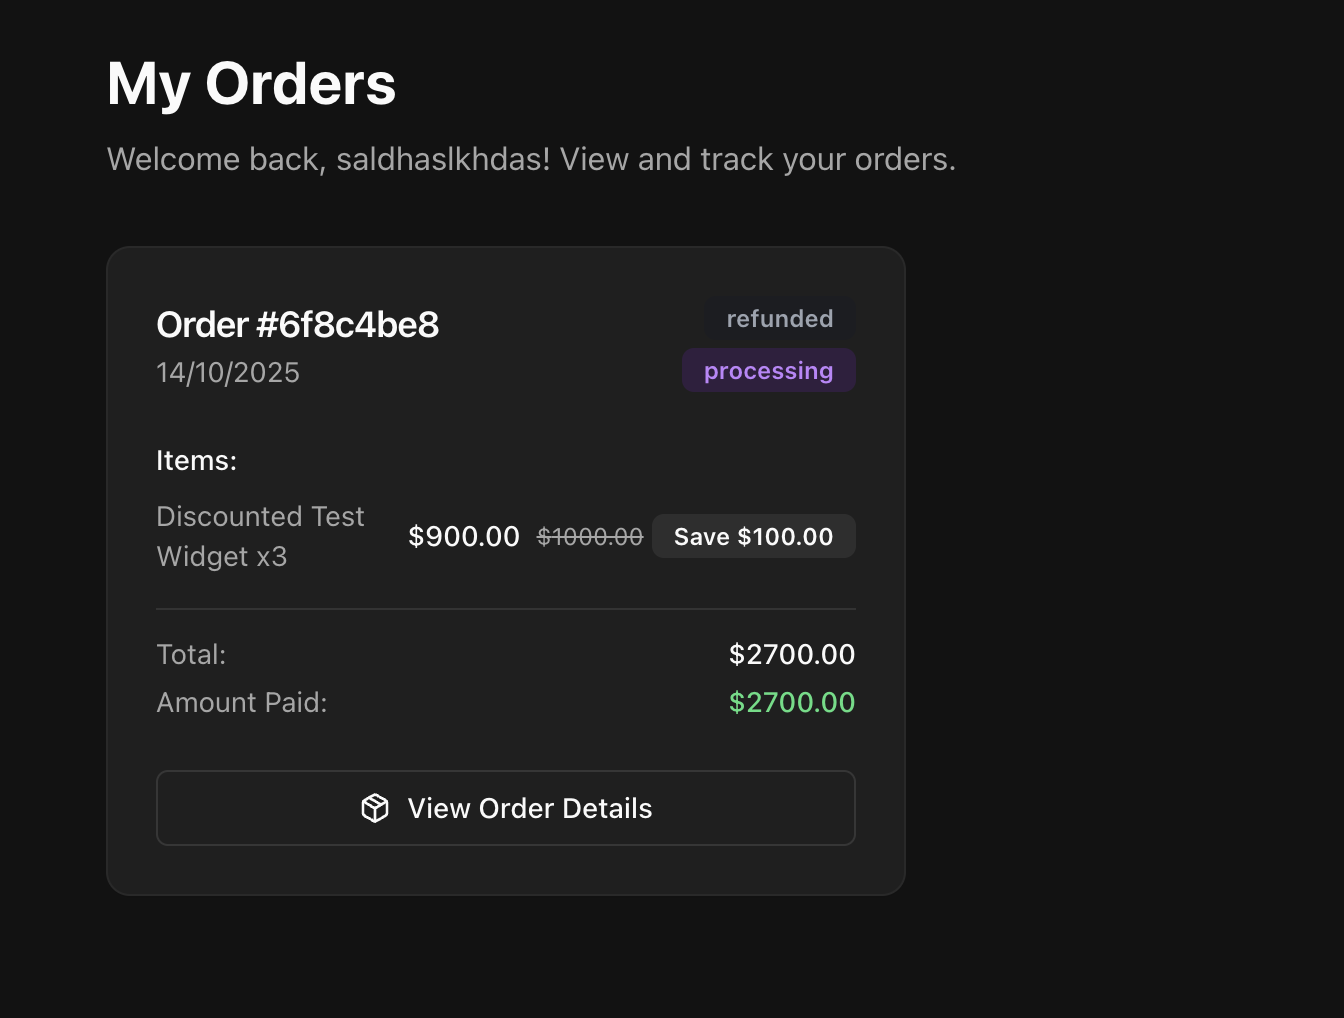 My Orders
Welcome back, saldhaslkhdas! View and track your orders.
Order #6f8c4be8
refunded
14/10/2025
processing
Items:
Discounted Test
Widget x3
$900.00 $1000.00 Save $100.00
Total: $2700.00
Amount Paid: $2700.00
View Order Details